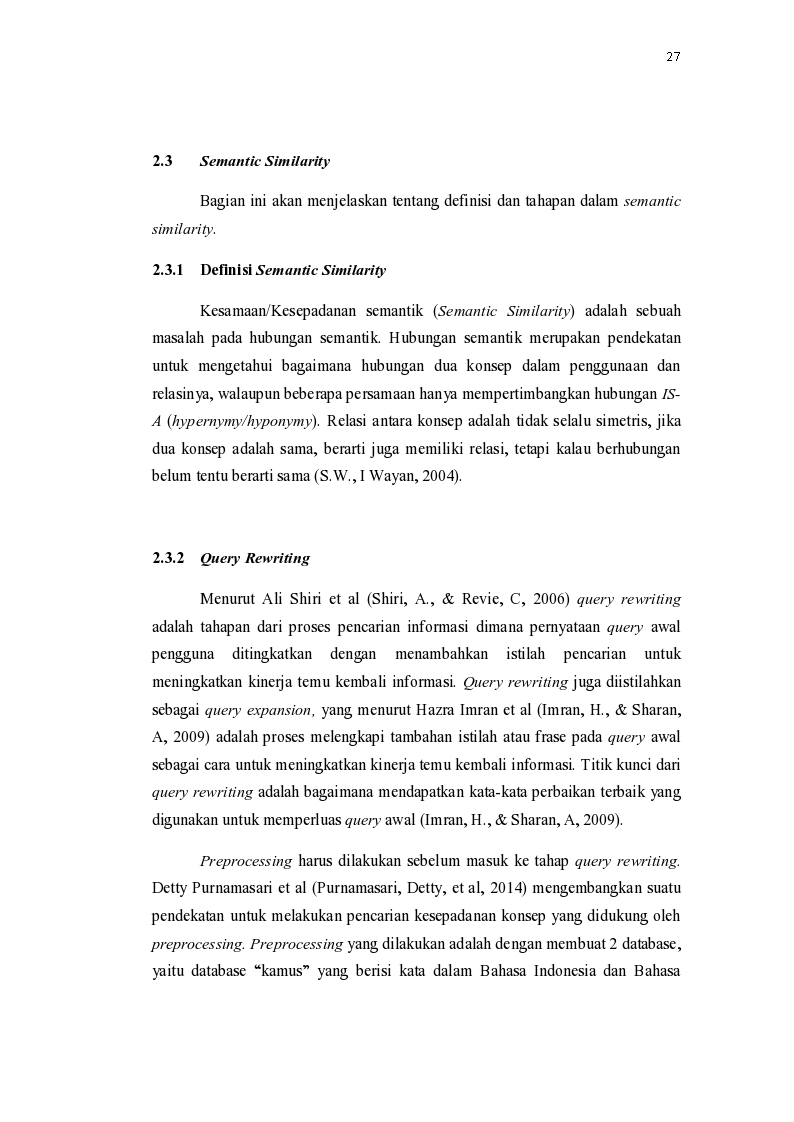 27
2.3 Semantic Similarity
Bagian ini akan menjelaskan tentang definisi dan tahapan dalam semantic
similarity.
2.3.1 Definisi Semantic Similarity
Kesamaan/Kesepadanan semantik (Semantic Similarity) adalah sebuah
masalah pada hubungan semantik. Hubungan semantik merupakan pendekatan
untuk mengetahui bagaimana hubungan dua konsep dalam penggunaan dan
relasinya, walaupun beberapa persamaan hanya mempertimbangkan hubungan IS-
A (hypernymy/hyponymy). Relasi antara konsep adalah tidak selalu simetris, jika
dua konsep adalah sama, berarti juga memiliki relasi, tetapi kalau berhubungan
belum tentu berarti sama (S.W., I Wayan, 2004).
2.3.2 Query Rewriting
Menurut Ali Shiri et al (Shiri, A., & Revie, C, 2006) query rewriting
adalah tahapan dari proses pencarian informasi dimana pernyataan query awal
pengguna ditingkatkan dengan menambahkan istilah pencarian untuk
meningkatkan kinerja temu kembali informasi. Query rewriting juga diistilahkan
sebagai query expansion, yang menurut Hazra Imran et al (Imran, H., & Sharan,
A, 2009) adalah proses melengkapi tambahan istilah atau frase pada query awal
sebagai cara untuk meningkatkan kinerja temu kembali informasi. Titik kunci dari
query rewriting adalah bagaimana mendapatkan kata-kata perbaikan terbaik yang
digunakan untuk memperluas query awal (Imran, H., & Sharan, A, 2009).
Preprocessing harus dilakukan sebelum masuk ke tahap query rewriting.
Detty Purnamasari et al (Purnamasari, Detty, et al, 2014) mengembangkan suatu
pendekatan untuk melakukan pencarian kesepadanan konsep yang didukung oleh
preprocessing. Preprocessing yang dilakukan adalah dengan membuat 2 database,
yaitu database “kamus” yang berisi kata dalam Bahasa Indonesia dan Bahasa